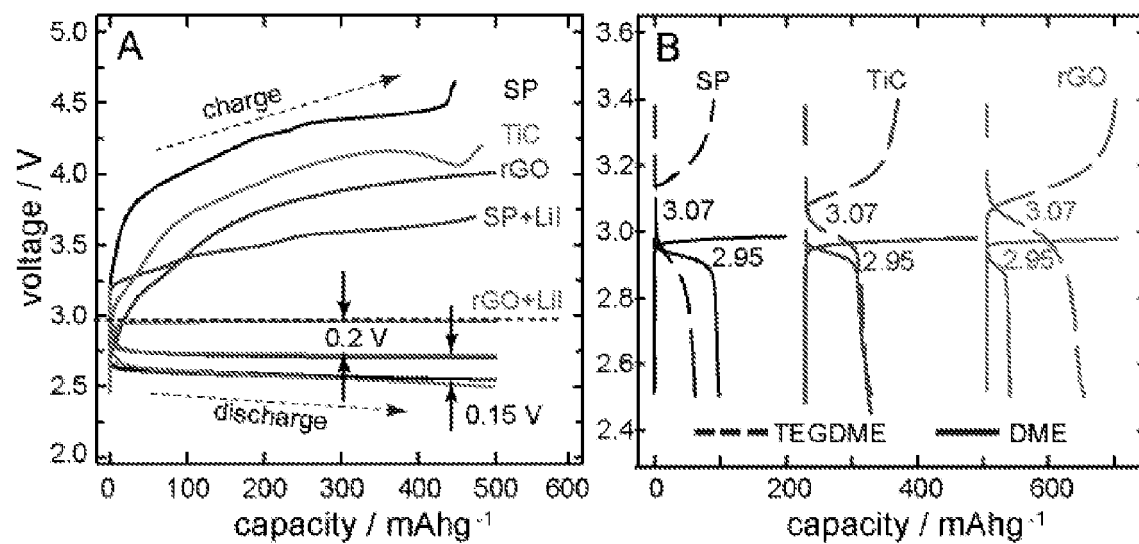 A
voltage / V
5.0
4.5
4.0
3.5
3.0
2.5
2.0
charge
SP
TiC
rGO
SP+LiI
rGO+LiI
0.2 V
0.15 V
discharge
0 100 200 300 400 500
capacity / mAhg⁻¹
B
3.6
3.4
3.2
3.0
2.8
2.6
2.4
SP TiC rGO
3.07 3.07 3.07
2.95 2.95 2.95
TEGDME DME
0 200 400 600
capacity / mAhg⁻¹